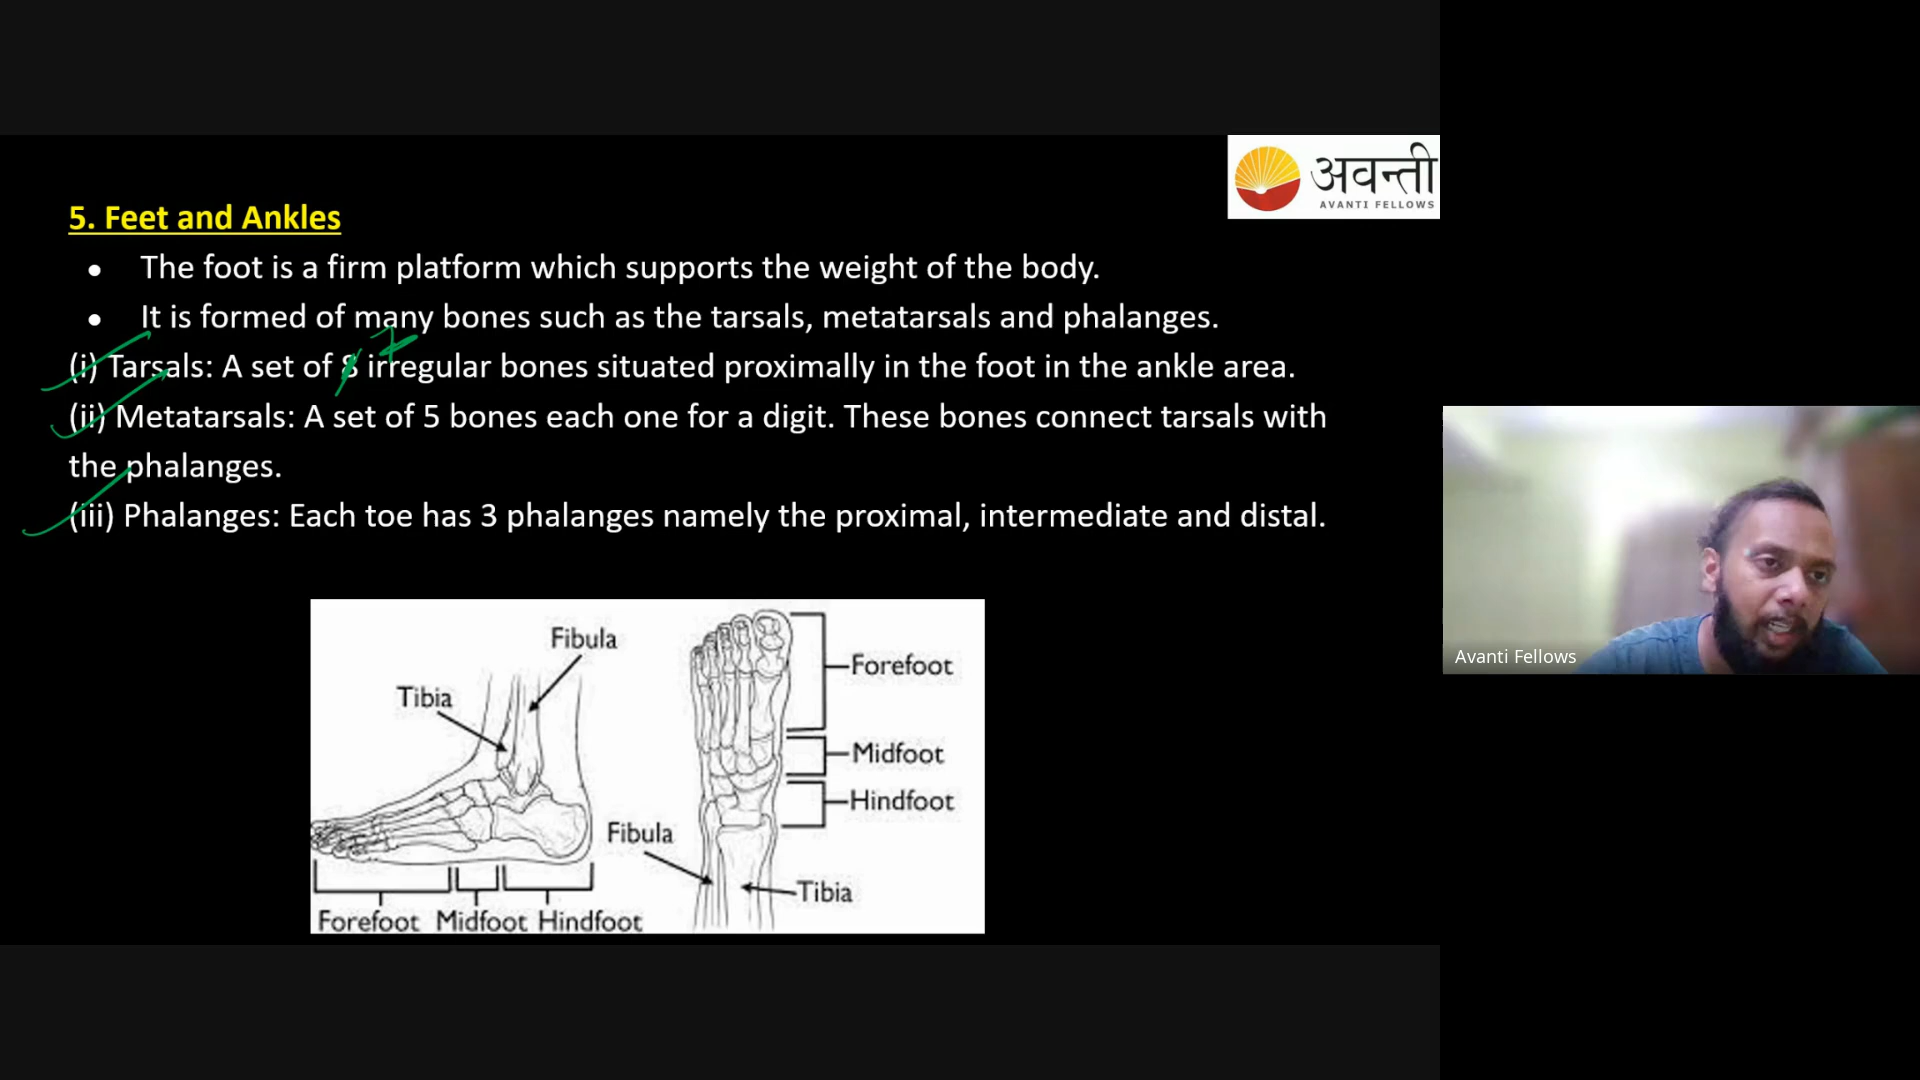 अवन्ती
AVANTI FELLOWS
5. Feet and Ankles
● The foot is a firm platform which supports the weight of the body.
● It is formed of many bones such as the tarsals, metatarsals and phalanges.
(i) Tarsals: A set of 8 7 irregular bones situated proximally in the foot in the ankle area.
(ii) Metatarsals: A set of 5 bones each one for a digit. These bones connect tarsals with
the phalanges.
(iii) Phalanges: Each toe has 3 phalanges namely the proximal, intermediate and distal.
Fibula
Tibia
Forefoot Midfoot Hindfoot
Forefoot
Midfoot
Hindfoot
Fibula
Tibia
Avanti Fellows